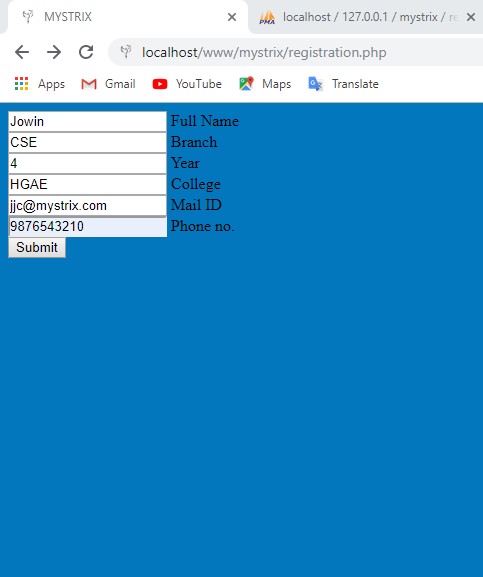 MYSTRIX
PMA localhost / 127.0.0.1 / mystrix / re
localhost/www/mystrix/registration.php
Apps Gmail YouTube Maps Translate
Jowin Full Name
CSE Branch
4 Year
HGAE College
jjc@mystrix.com Mail ID
9876543210 Phone no.
Submit